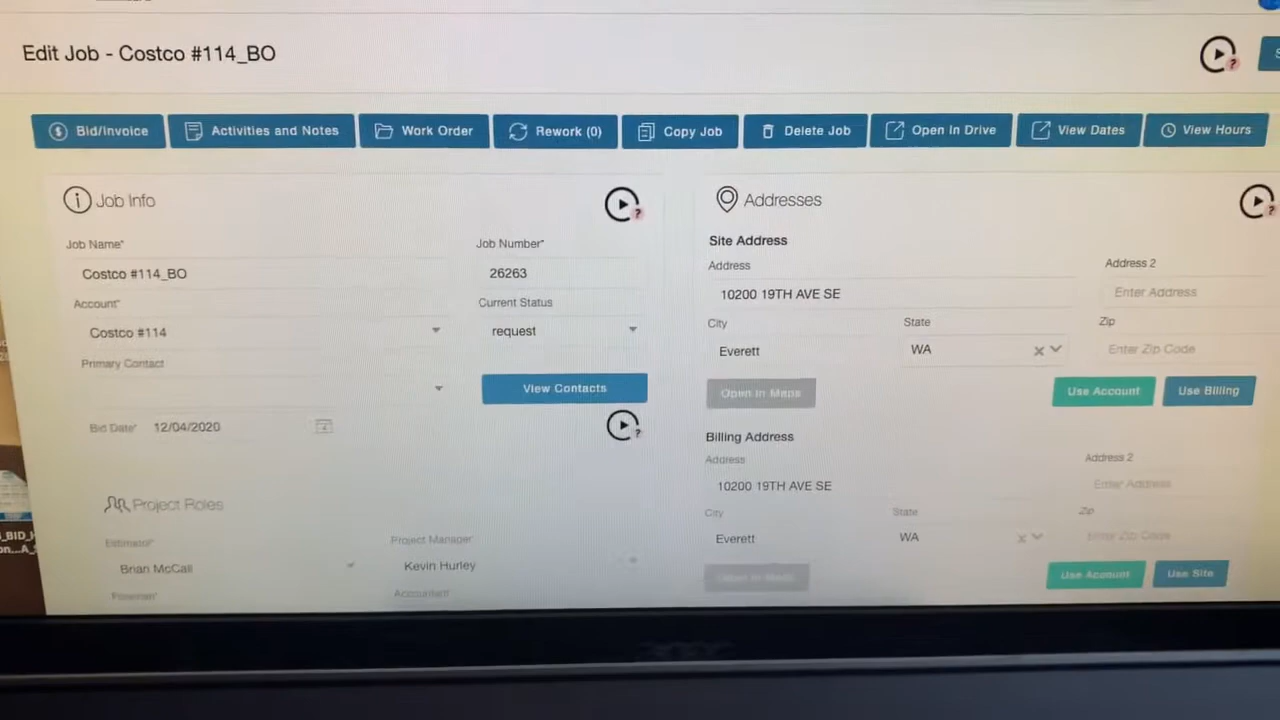 Edit Job - Costco #114_BO
Bid/Invoice Activities and Notes Work Order Rework (0) Copy Job Delete Job Open In Drive View Dates View Hours
Job Info
Job Name*
Job Number*
Costco #114_BO
26263
Account*
Current Status
Costco #114
request
Primary Contact
View Contacts
Bid Date*
12/04/2020
Project Roles
Estimator*
Project Manager
Brian McCall
Kevin Hurley
Foreman*
Accountant
Addresses
Site Address
Address
Address 2
10200 19TH AVE SE
Enter Address
City
State
Zip
Everett
WA
Enter Zip Code
Open In Maps
Use Account
Use Billing
Billing Address
Address
Address 2
10200 19TH AVE SE
Enter Address
City
State
Zip
Everett
WA
Enter Zip Code
Open In Maps
Use Account
Use Site